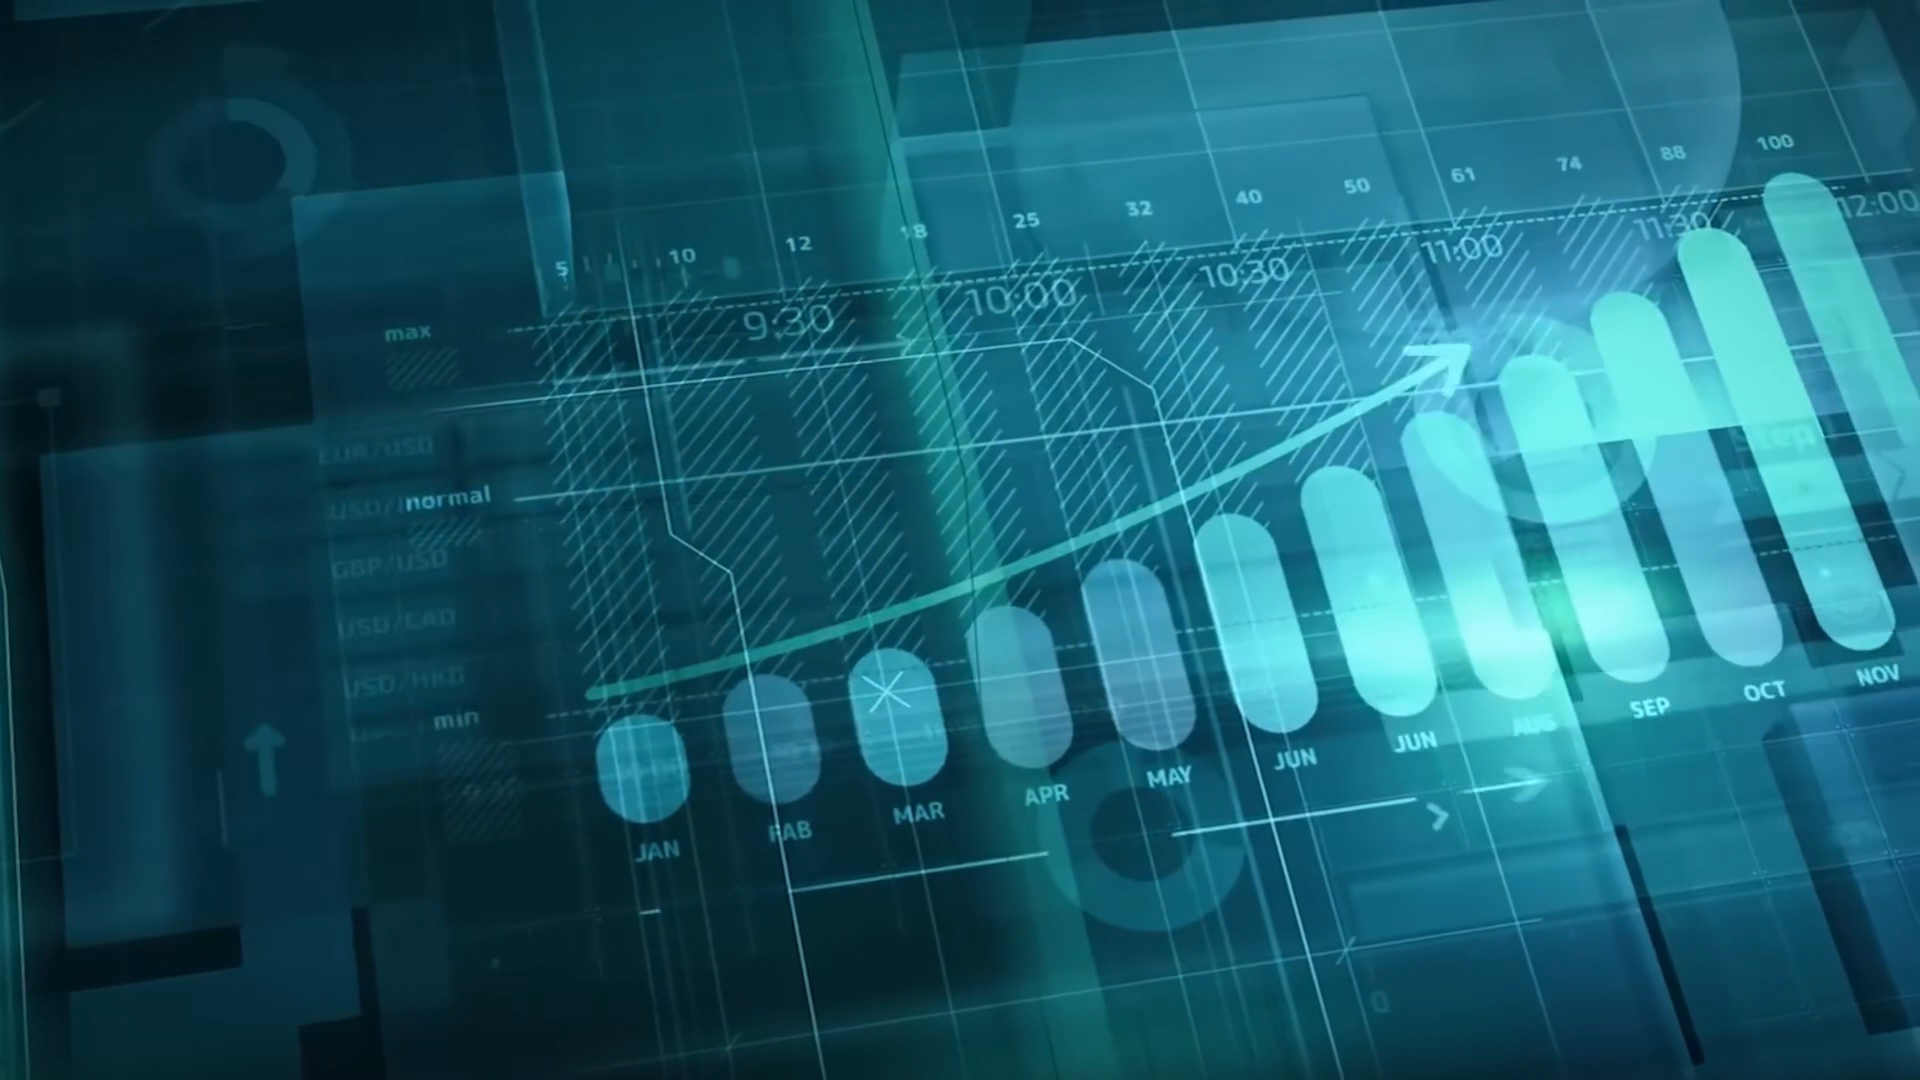 5 10 12 18 25 32 40 50 61 74 88 100
9:30 10:00 10:30 11:00 11:30 12:00
max
EUR/USD
USD/
normal
GBP/USD
USD/CAD
USD/HKD
min
Step
JAN FAB MAR APR MAY JUN JUN AUG SEP OCT NOV
0